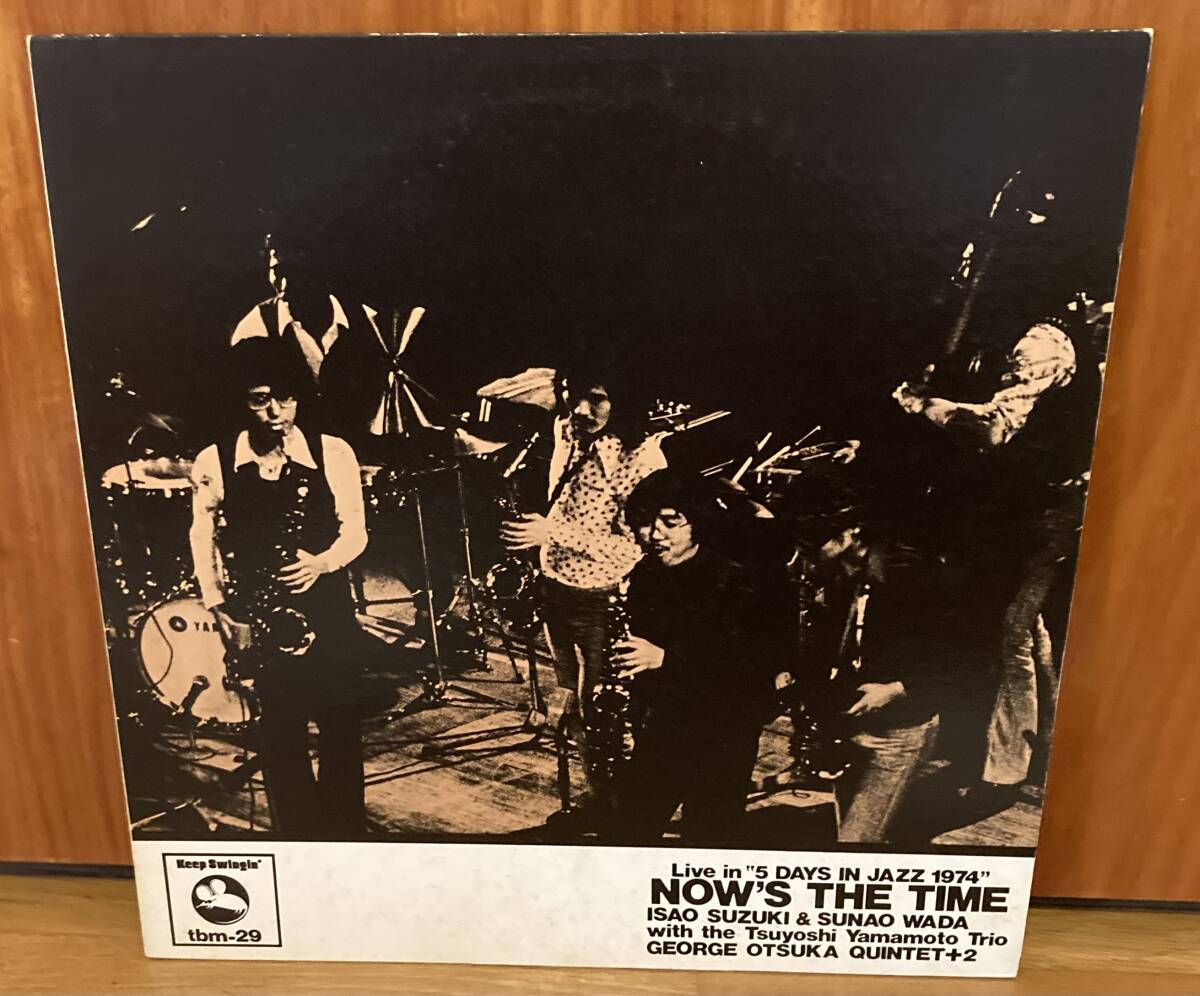 YAM
Keep Swingin'
tbm-29
Live in "5 DAYS IN JAZZ 1974"
NOW'S THE TIME
ISAO SUZUKI & SUNAO WADA
with the Tsuyoshi Yamamoto Trio
GEORGE OTSUKA QUINTET+2